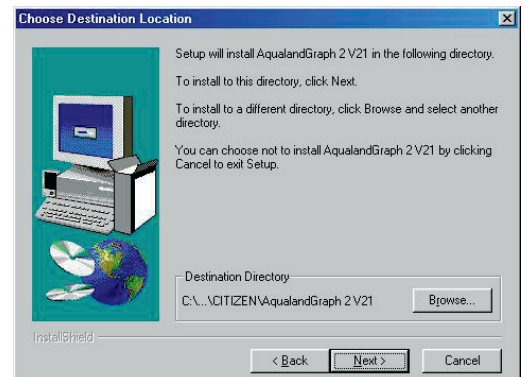 Choose Destination Location
Setup will install AqualandGraph 2 V21 in the following directory.
To install to this directory, click Next.
To install to a different directory, click Browse and select another
directory.
You can choose not to install AqualandGraph 2 V21 by clicking
Cancel to exit Setup.
Destination Directory
C:\...\CITIZEN\AqualandGraph 2 V21
Browse...
InstallShield
< Back
Next >
Cancel